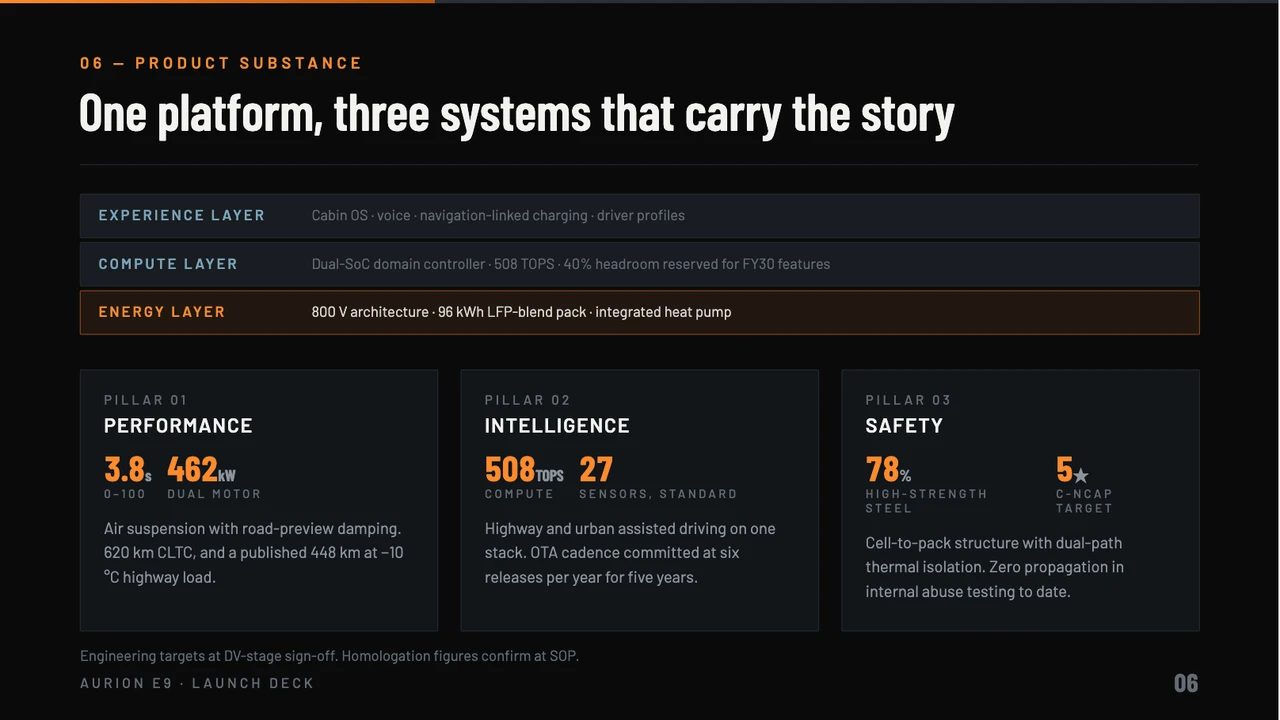 06 — PRODUCT SUBSTANCE
One platform, three systems that carry the story
EXPERIENCE LAYER
Cabin OS · voice · navigation-linked charging · driver profiles
COMPUTE LAYER
Dual-SoC domain controller · 508 TOPS · 40% headroom reserved for FY30 features
ENERGY LAYER
800 V architecture · 96 kWh LFP-blend pack · integrated heat pump
PILLAR 01
PERFORMANCE
3.8s 462kW
0–100 DUAL MOTOR
Air suspension with road-preview damping.
620 km CLTC, and a published 448 km at −10
°C highway load.
PILLAR 02
INTELLIGENCE
508TOPS 27
COMPUTE SENSORS, STANDARD
Highway and urban assisted driving on one
stack. OTA cadence committed at six
releases per year for five years.
PILLAR 03
SAFETY
78% 5★
HIGH-STRENGTH C-NCAP
STEEL TARGET
Cell-to-pack structure with dual-path
thermal isolation. Zero propagation in
internal abuse testing to date.
Engineering targets at DV-stage sign-off. Homologation figures confirm at SOP.
AURION E9 · LAUNCH DECK
06